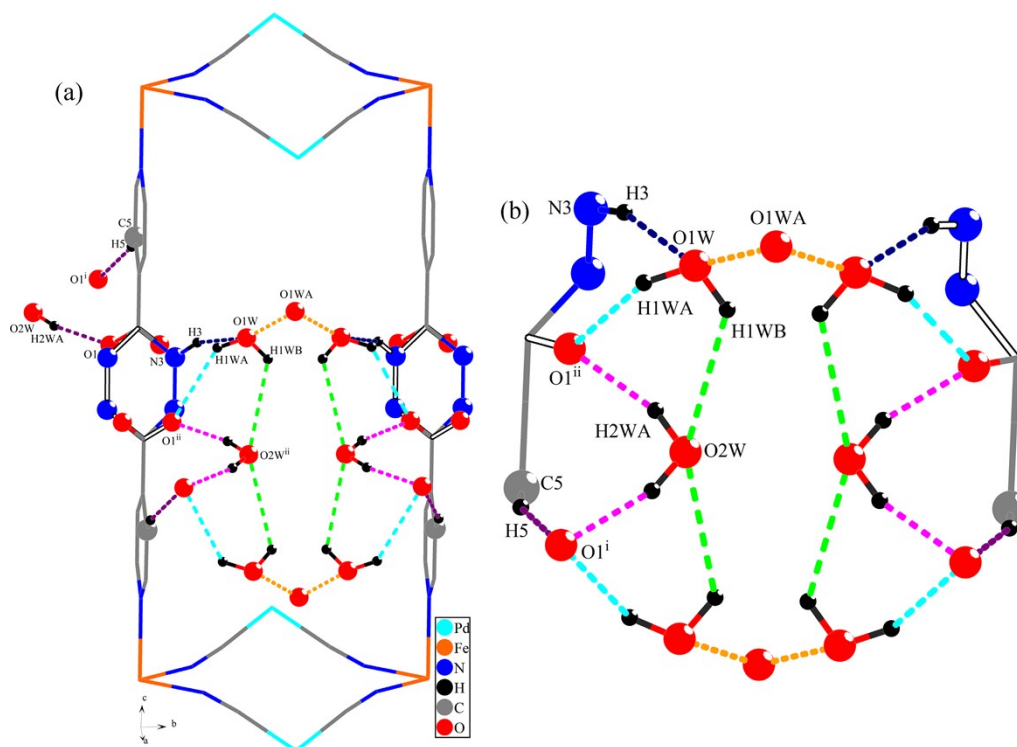 (a)
C5
H5
O1ⁱ
O2W
H2WA
O1
N3
H3
O1W
O1WA
H1WA
H1WB
O1ⁱⁱ
O2Wⁱⁱ
c
b
a
Pd
Fe
N
H
C
O
(b)
N3
H3
O1W
O1WA
H1WA
H1WB
O1ⁱⁱ
H2WA
O2W
C5
H5
O1ⁱ